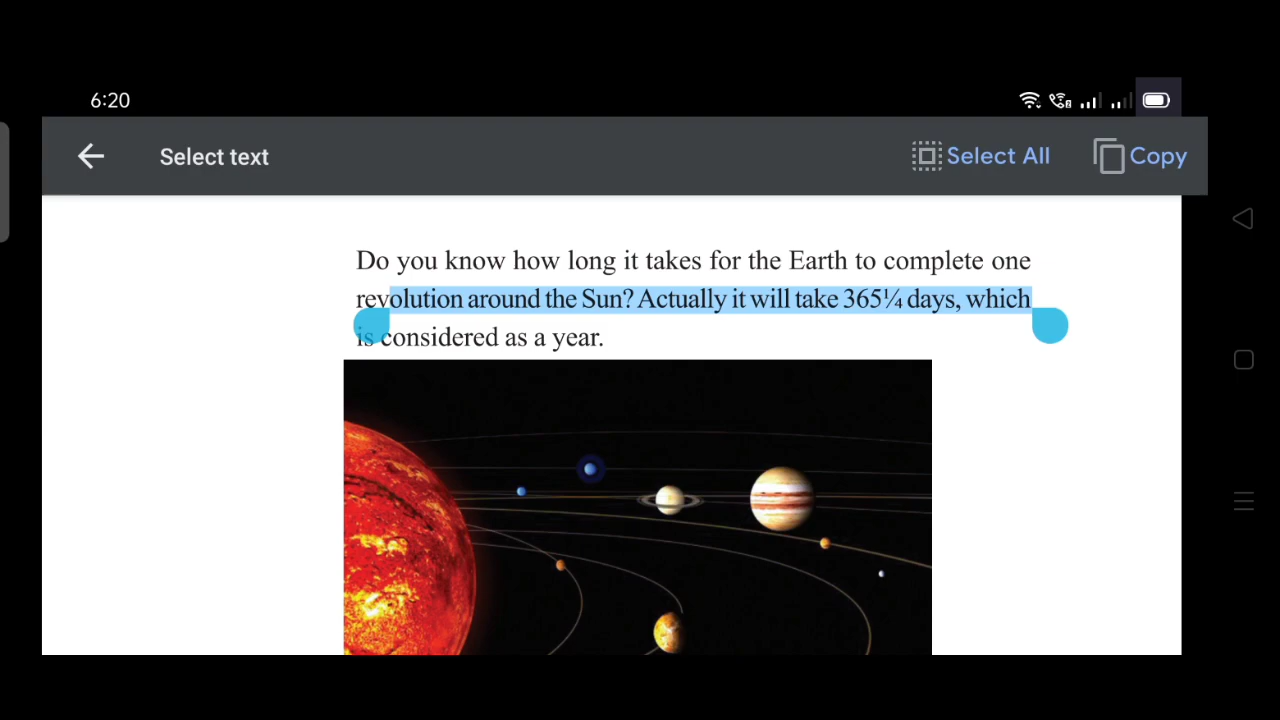 6:20
Select text
Select All
Copy
Do you know how long it takes for the Earth to complete one
revolution around the Sun? Actually it will take 365¼ days, which
is considered as a year.